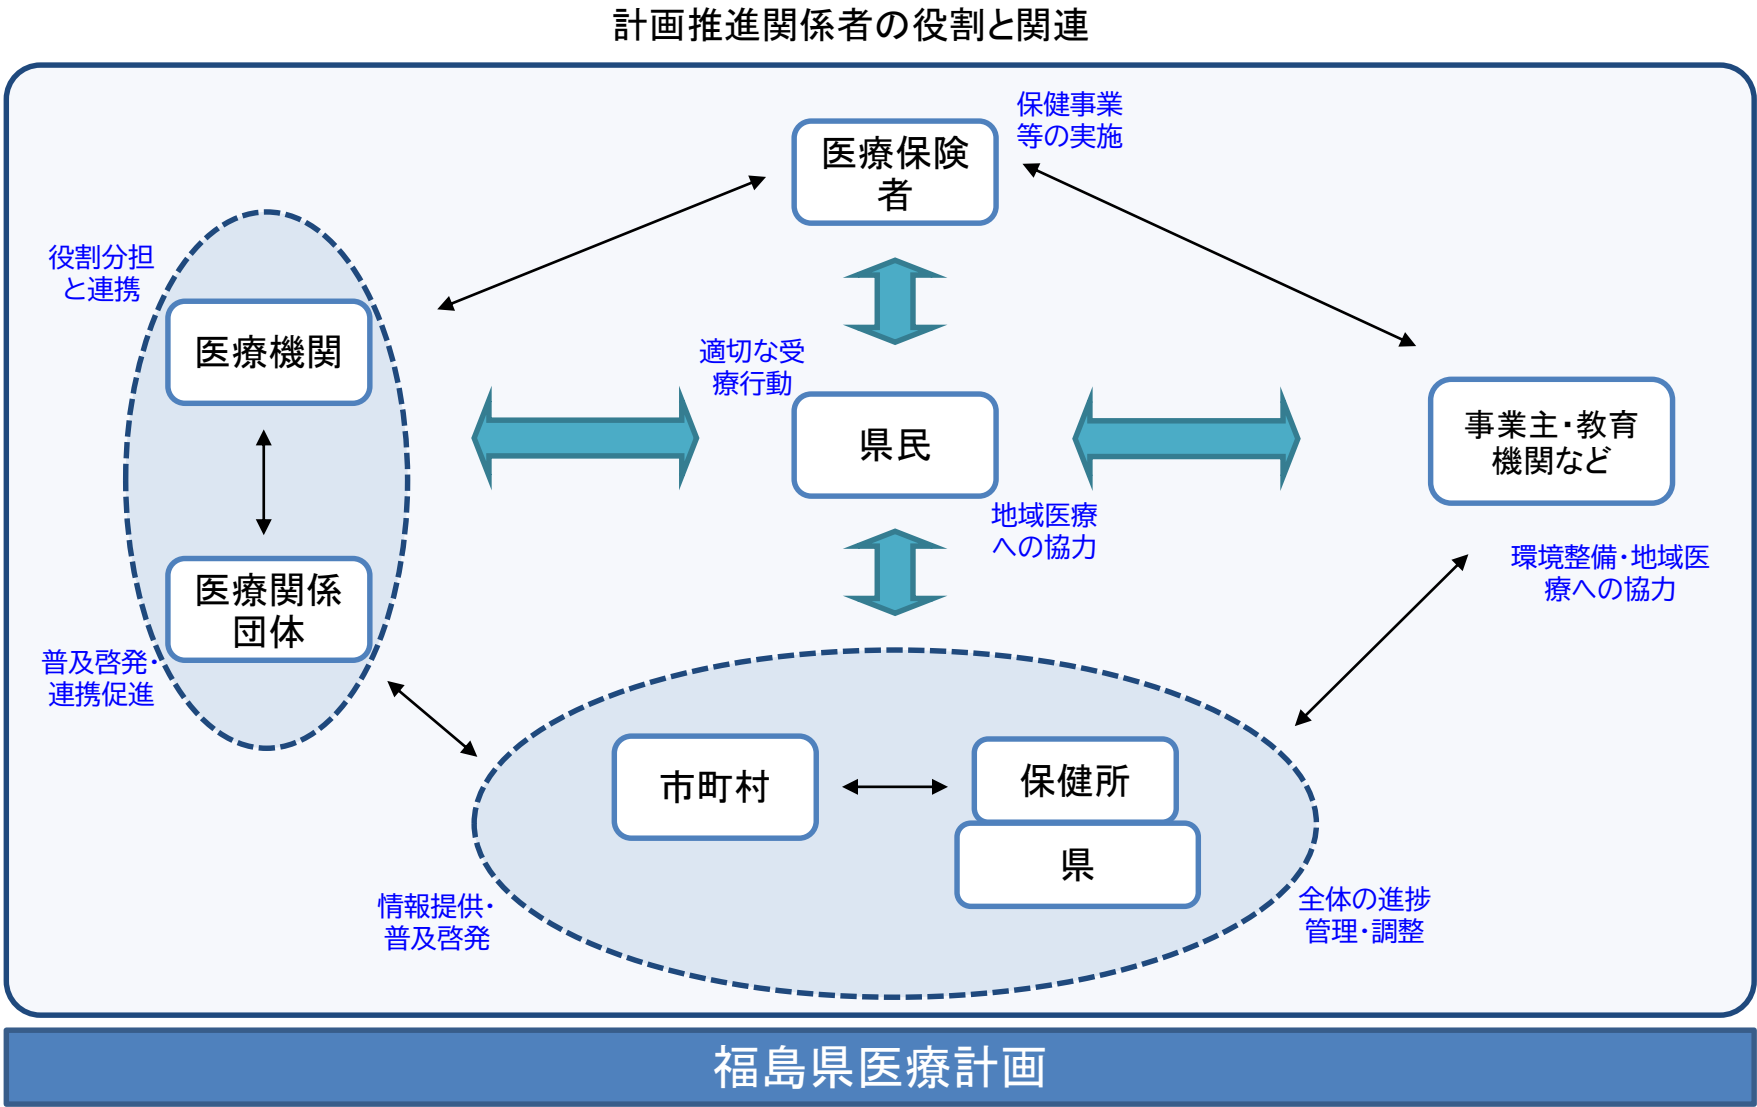 計画推進関係者の役割と関連
保健事業
等の実施
医療保険
者
役割分担
と連携
医療機関
適切な受
療行動
県民
事業主・教育
機関など
地域医療
への協力
環境整備・地域医
療への協力
医療関係
団体
普及啓発・
連携促進
市町村
保健所
県
情報提供・
普及啓発
全体の進捗
管理・調整
福島県医療計画